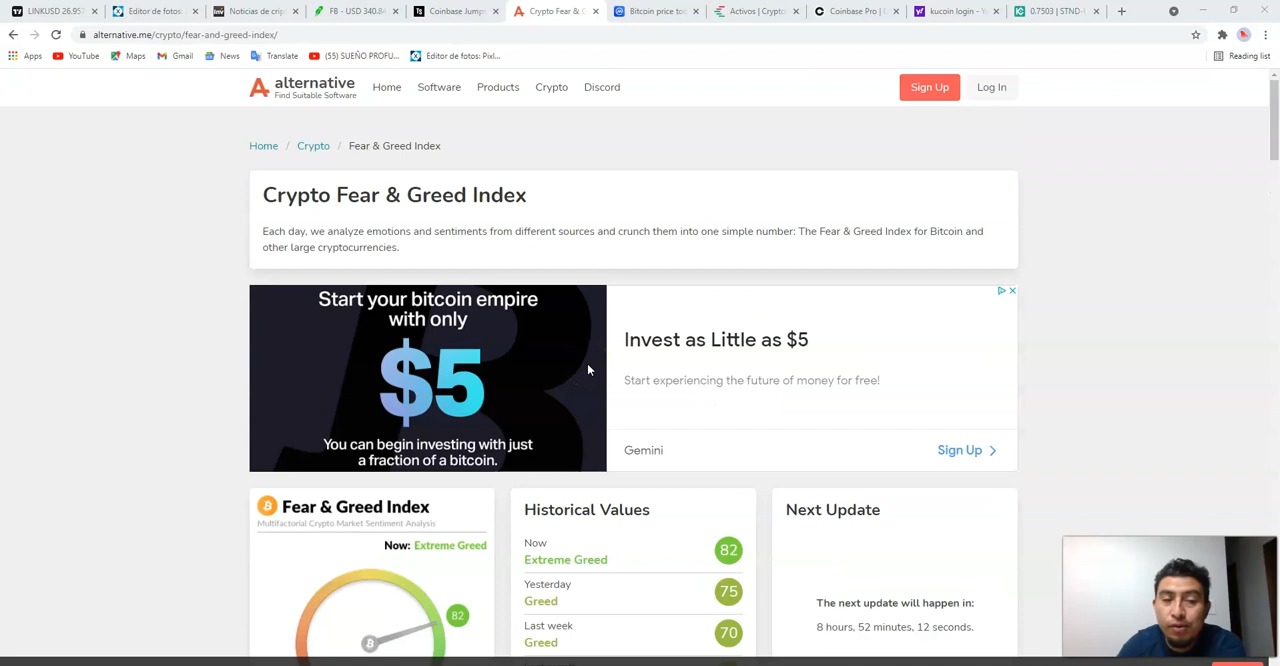 LINKUSD 26.957
Editor de fotos:
Noticias de crip
FB - USD 340.84
Coinbase Jumps
Crypto Fear & G
Bitcoin price to
Activos | Crypto
Coinbase Pro |
kucoin login - Y
0.7503 | STND-
alternative.me/crypto/fear-and-greed-index/
Apps
YouTube
Maps
Gmail
News
Translate
(55) SUEÑO PROFU...
Editor de fotos: Pixl...
Reading list
alternative
Find Suitable Software
Home
Software
Products
Crypto
Discord
Sign Up
Log In
Home / Crypto / Fear & Greed Index
Crypto Fear & Greed Index
Each day, we analyze emotions and sentiments from different sources and crunch them into one simple number: The Fear & Greed Index for Bitcoin and
other large cryptocurrencies.
Start your bitcoin empire
with only
$5
You can begin investing with just
a fraction of a bitcoin.
Invest as Little as $5
Start experiencing the future of money for free!
Gemini
Sign Up
Fear & Greed Index
Multifactorial Crypto Market Sentiment Analysis
Now: Extreme Greed
82
Historical Values
Now
Extreme Greed
82
Yesterday
Greed
75
Last week
Greed
70
Next Update
The next update will happen in:
8 hours, 52 minutes, 12 seconds.